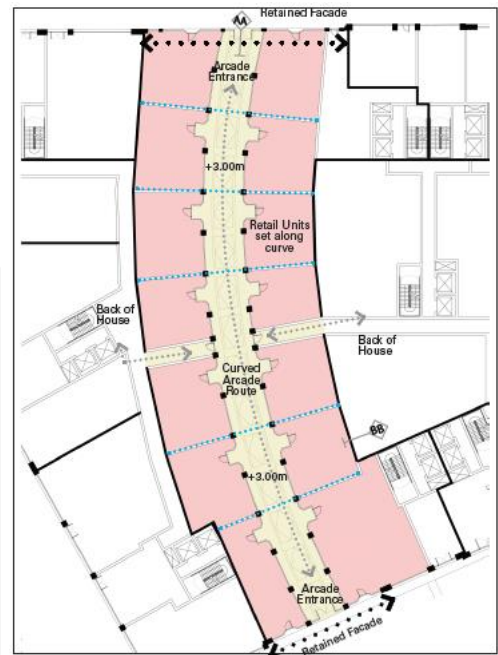 Retained Facade
AA
Arcade
Entrance
+3.00m
Retail Units
set along
curve
Back of
House
Back of
House
Curved
Arcade
Route
BB
+3.00m
Arcade
Entrance
Retained Facade